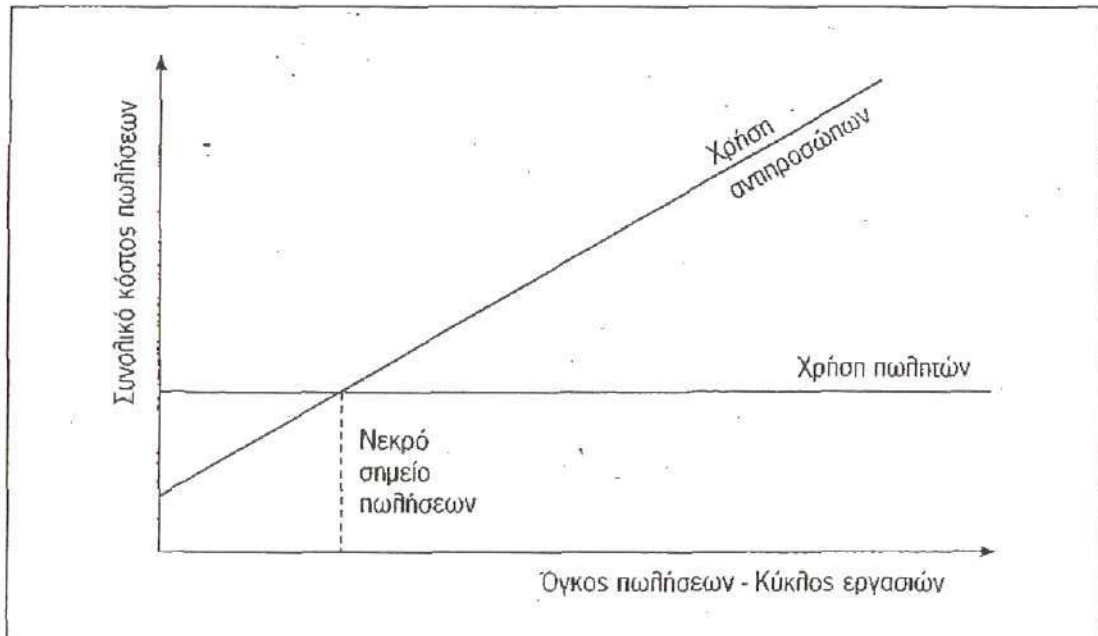 Συνολικό κόστος πωλήσεων
Χρήση
αντιπροσώπων
Χρήση πωλητών
Νεκρό
σημείο
πωλήσεων
Όγκος πωλήσεων - Κύκλος εργασιών